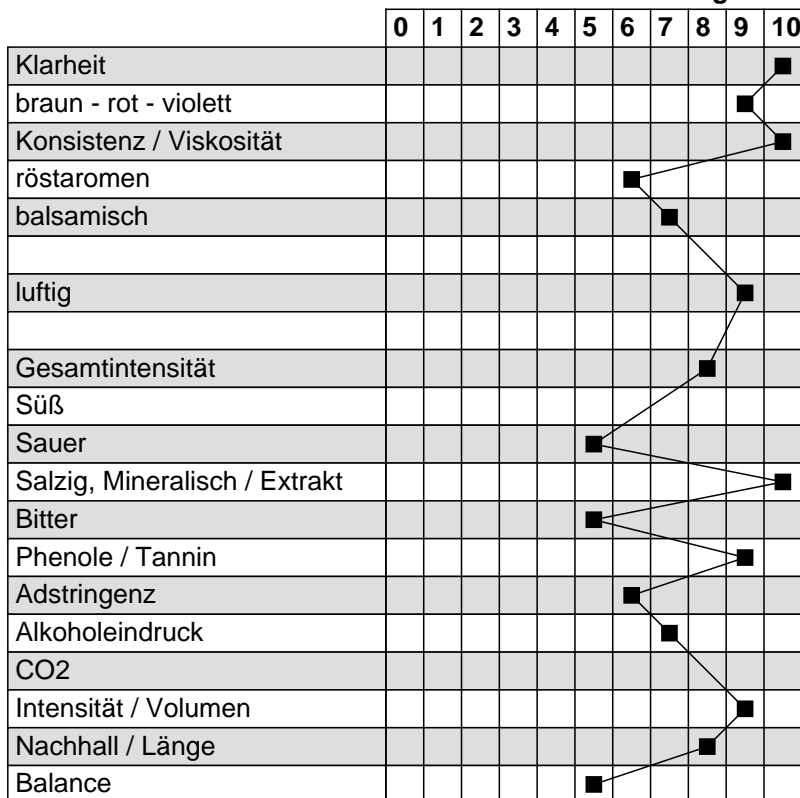 0 1 2 3 4 5 6 7 8 9 10
Klarheit
braun - rot - violett
Konsistenz / Viskosität
röstaromen
balsamisch
luftig
Gesamtintensität
Süß
Sauer
Salzig, Mineralisch / Extrakt
Bitter
Phenole / Tannin
Adstringenz
Alkoholeindruck
CO2
Intensität / Volumen
Nachhall / Länge
Balance